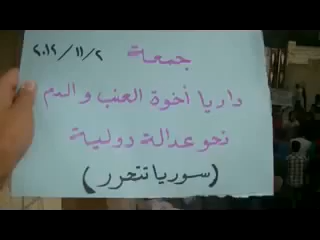 جمعة ٢٠١٢/١١/٢
داريا أخوة العنب والدم
نحو عدالة دولية
(سوريا تتحرر)